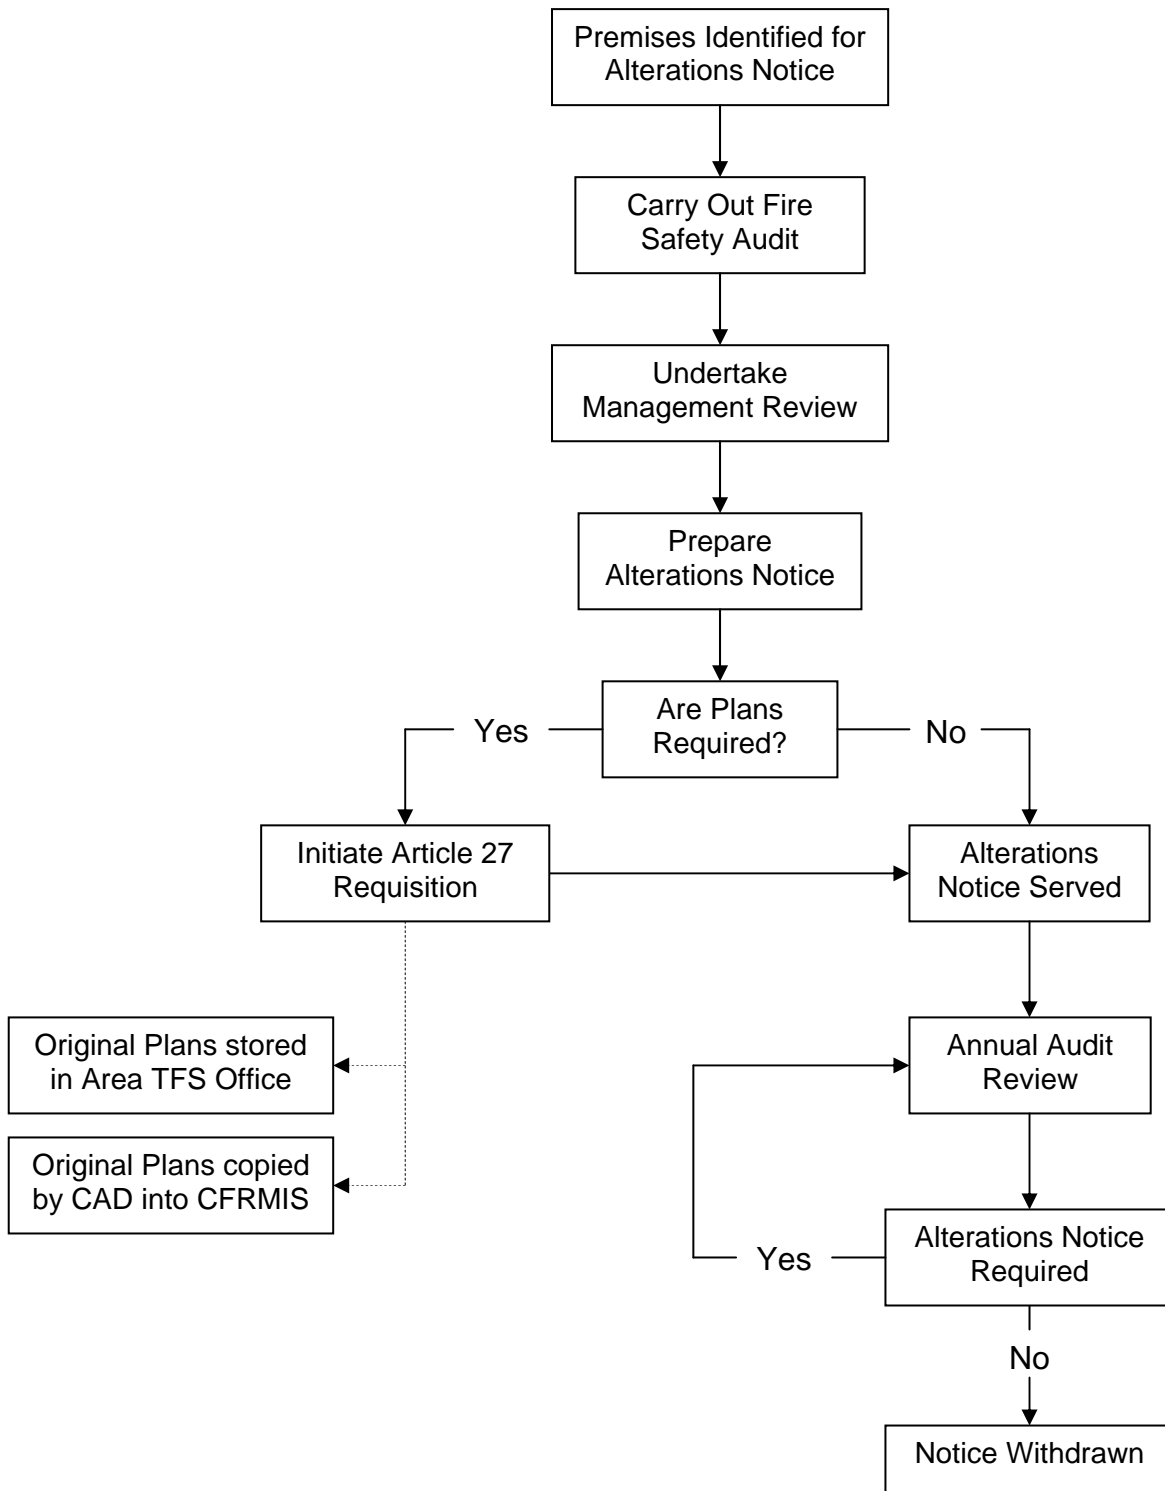 Premises Identified for
Alterations Notice
Carry Out Fire
Safety Audit
Undertake
Management Review
Prepare
Alterations Notice
Are Plans
Required?
Yes
No
Initiate Article 27
Requisition
Alterations
Notice Served
Original Plans stored
in Area TFS Office
Annual Audit
Review
Original Plans copied
by CAD into CFRMIS
Alterations Notice
Required
Yes
No
Notice Withdrawn